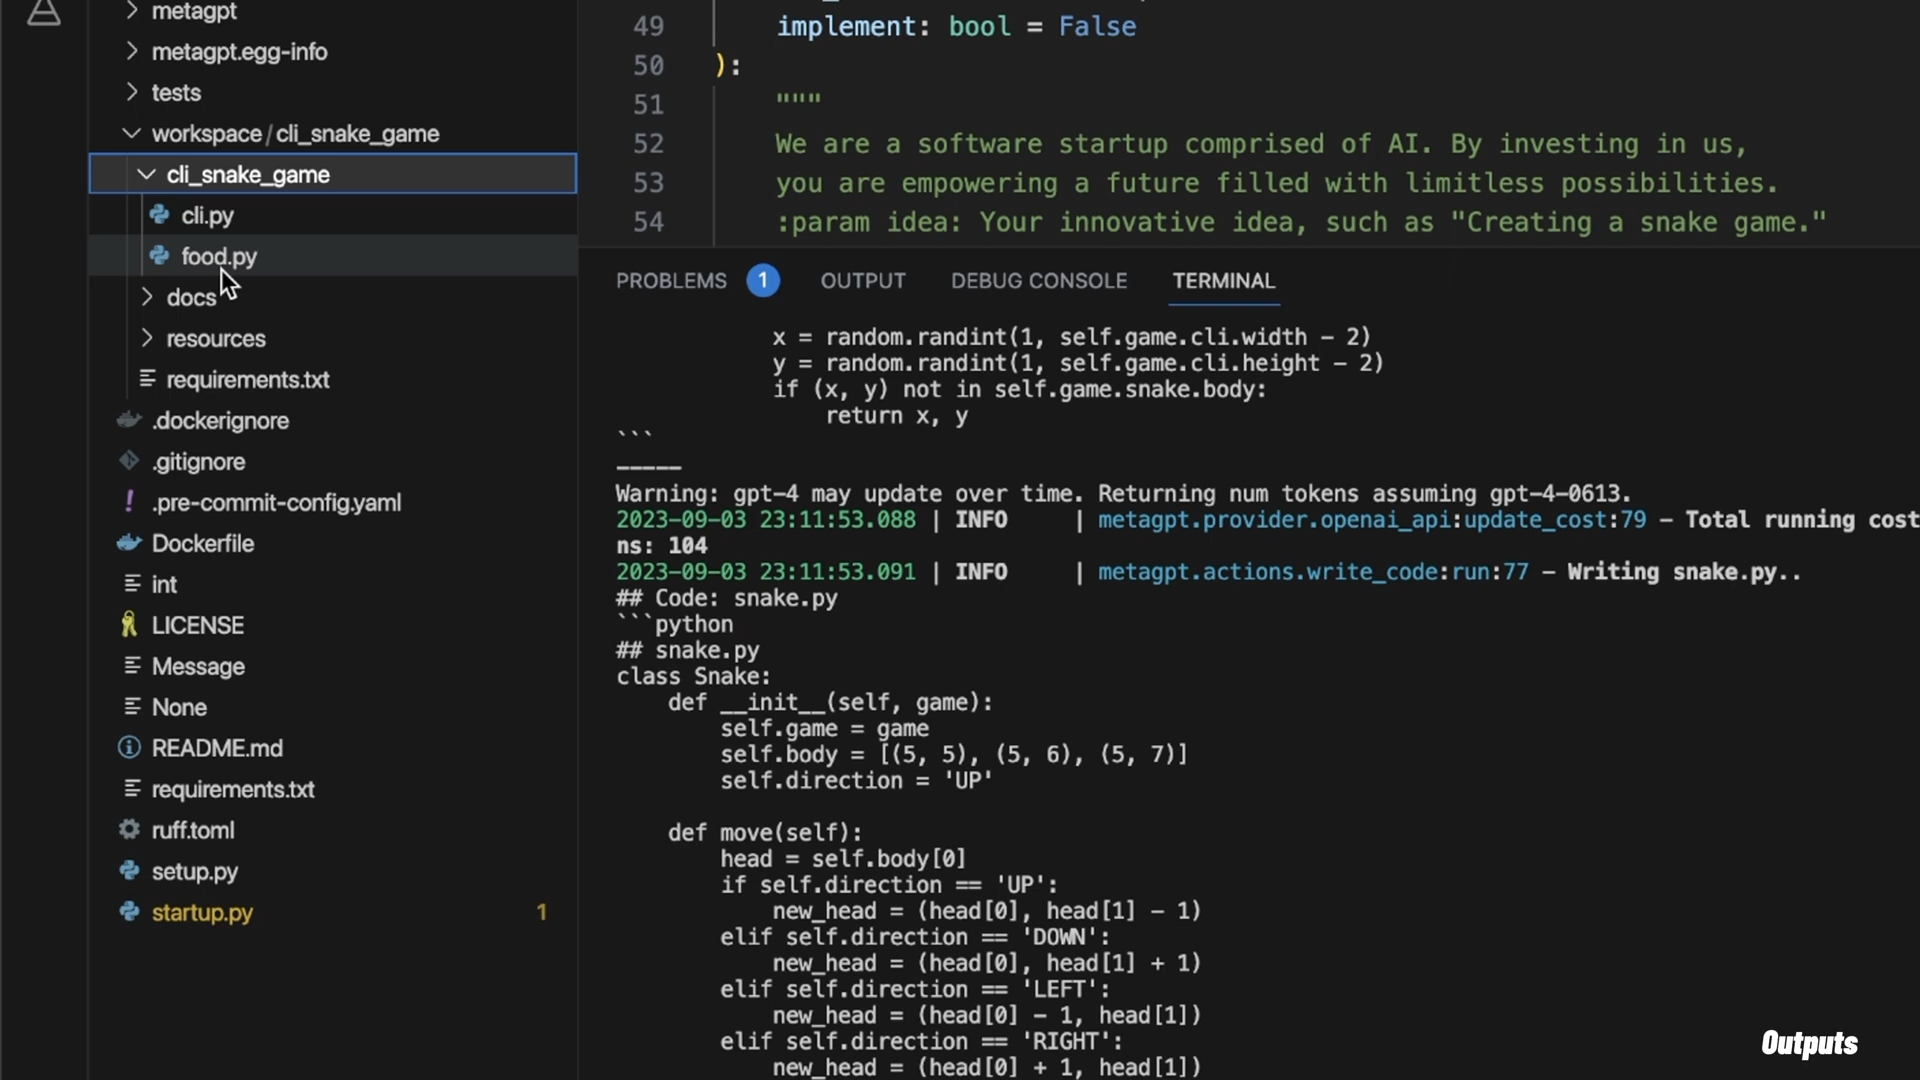 metagpt
metagpt.egg-info
tests
workspace/cli_snake_game
cli_snake_game
cli.py
food.py
docs
resources
requirements.txt
.dockerignore
.gitignore
.pre-commit-config.yaml
Dockerfile
int
LICENSE
Message
None
README.md
requirements.txt
ruff.toml
setup.py
startup.py 1
49 implement: bool = False
50 ):
51 """
52 We are a software startup comprised of AI. By investing in us,
53 you are empowering a future filled with limitless possibilities.
54 :param idea: Your innovative idea, such as "Creating a snake game."
PROBLEMS 1 OUTPUT DEBUG CONSOLE TERMINAL
x = random.randint(1, self.game.cli.width - 2)
y = random.randint(1, self.game.cli.height - 2)
if (x, y) not in self.game.snake.body:
return x, y
```
-----
Warning: gpt-4 may update over time. Returning num tokens assuming gpt-4-0613.
2023-09-03 23:11:53.088 | INFO | metagpt.provider.openai_api:update_cost:79 - Total running cost
ns: 104
2023-09-03 23:11:53.091 | INFO | metagpt.actions.write_code:run:77 - Writing snake.py..
## Code: snake.py
```python
## snake.py
class Snake:
def __init__(self, game):
self.game = game
self.body = [(5, 5), (5, 6), (5, 7)]
self.direction = 'UP'
def move(self):
head = self.body[0]
if self.direction == 'UP':
new_head = (head[0], head[1] - 1)
elif self.direction == 'DOWN':
new_head = (head[0], head[1] + 1)
elif self.direction == 'LEFT':
new_head = (head[0] - 1, head[1])
elif self.direction == 'RIGHT':
new_head = (head[0] + 1, head[1])
Outputs